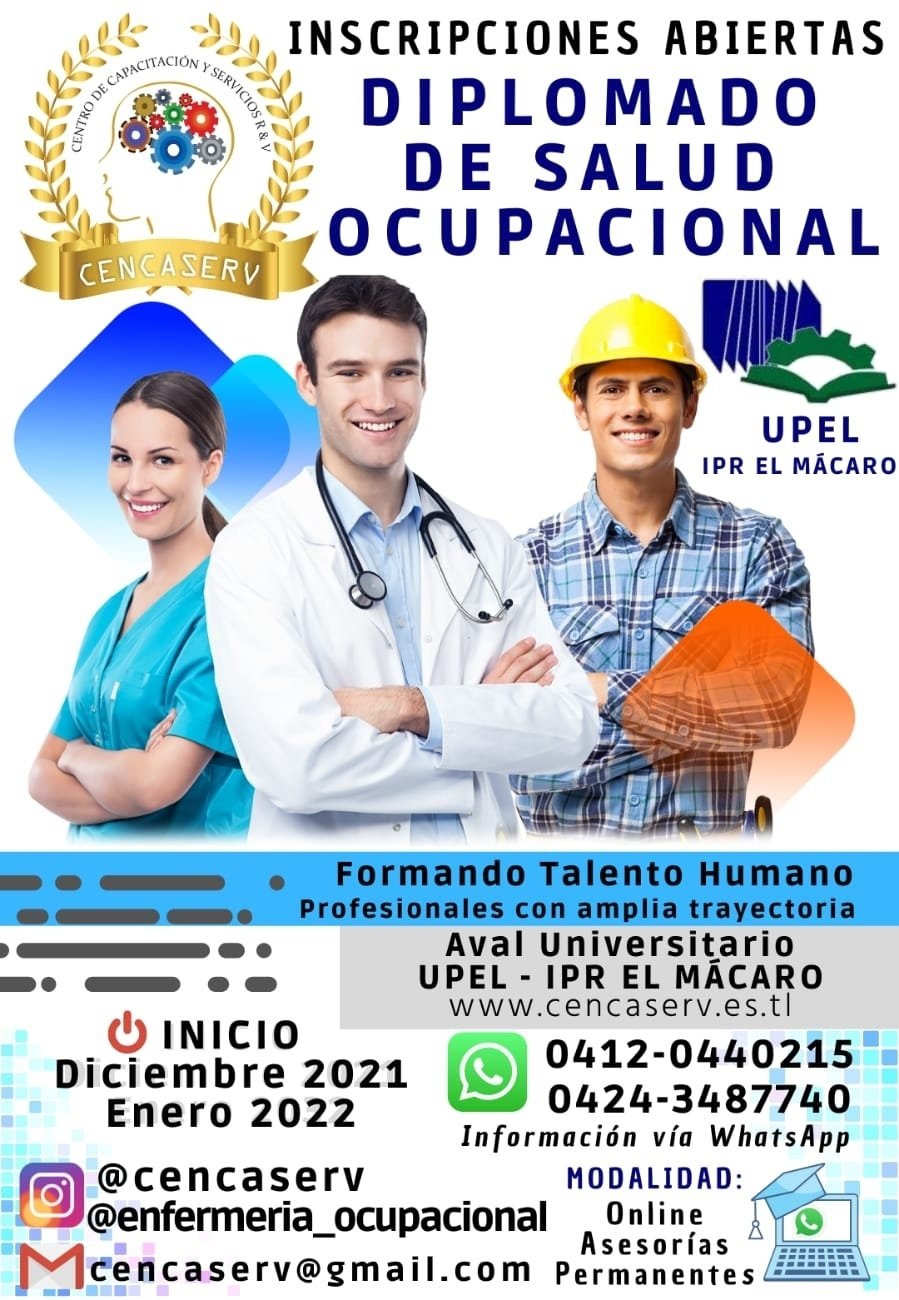 CENTRO DE CAPACITACIÓN Y SERVICIOS R & V
CENCASERV
INSCRIPCIONES ABIERTAS
DIPLOMADO
DE SALUD
OCUPACIONAL
UPEL
IPR EL MÁCARO
Formando Talento Humano
Profesionales con amplia trayectoria
Aval Universitario
UPEL - IPR EL MÁCARO
www.cencaserv.es.tl
INICIO
Diciembre 2021
Enero 2022
0412-0440215
0424-3487740
Información vía WhatsApp
@cencaserv
@enfermeria_ocupacional
cencaserv@gmail.com
MODALIDAD:
Online
Asesorías
Permanentes